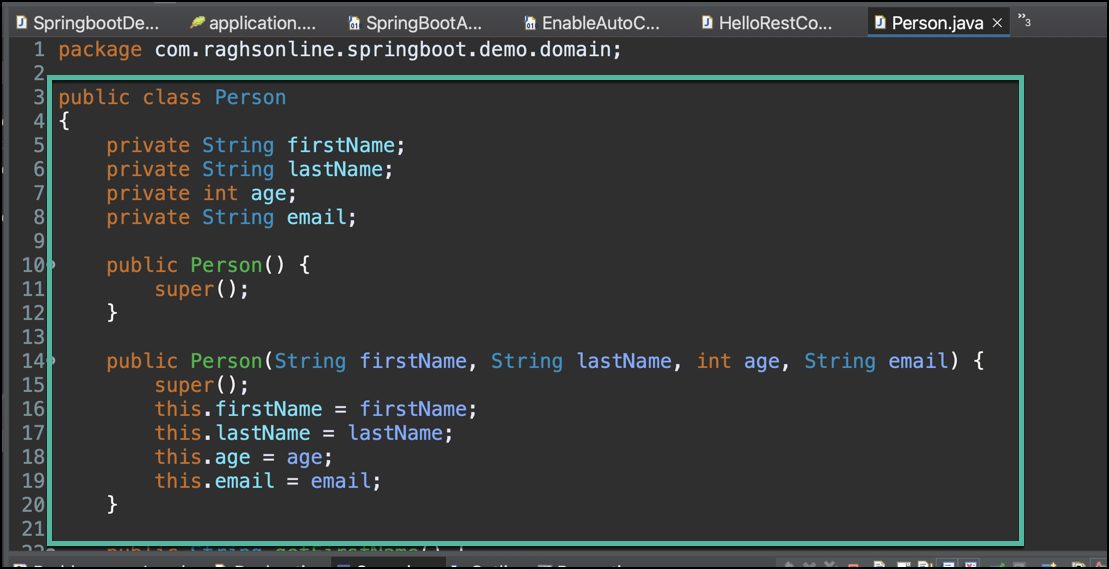 SpringbootDe... application.... SpringBootA... EnableAutoC... HelloRestCo... Person.java 3
1 package com.raghsonline.springboot.demo.domain;
2
3 public class Person
4 {
5 private String firstName;
6 private String lastName;
7 private int age;
8 private String email;
9
10 public Person() {
11 super();
12 }
13
14 public Person(String firstName, String lastName, int age, String email) {
15 super();
16 this.firstName = firstName;
17 this.lastName = lastName;
18 this.age = age;
19 this.email = email;
20 }
21